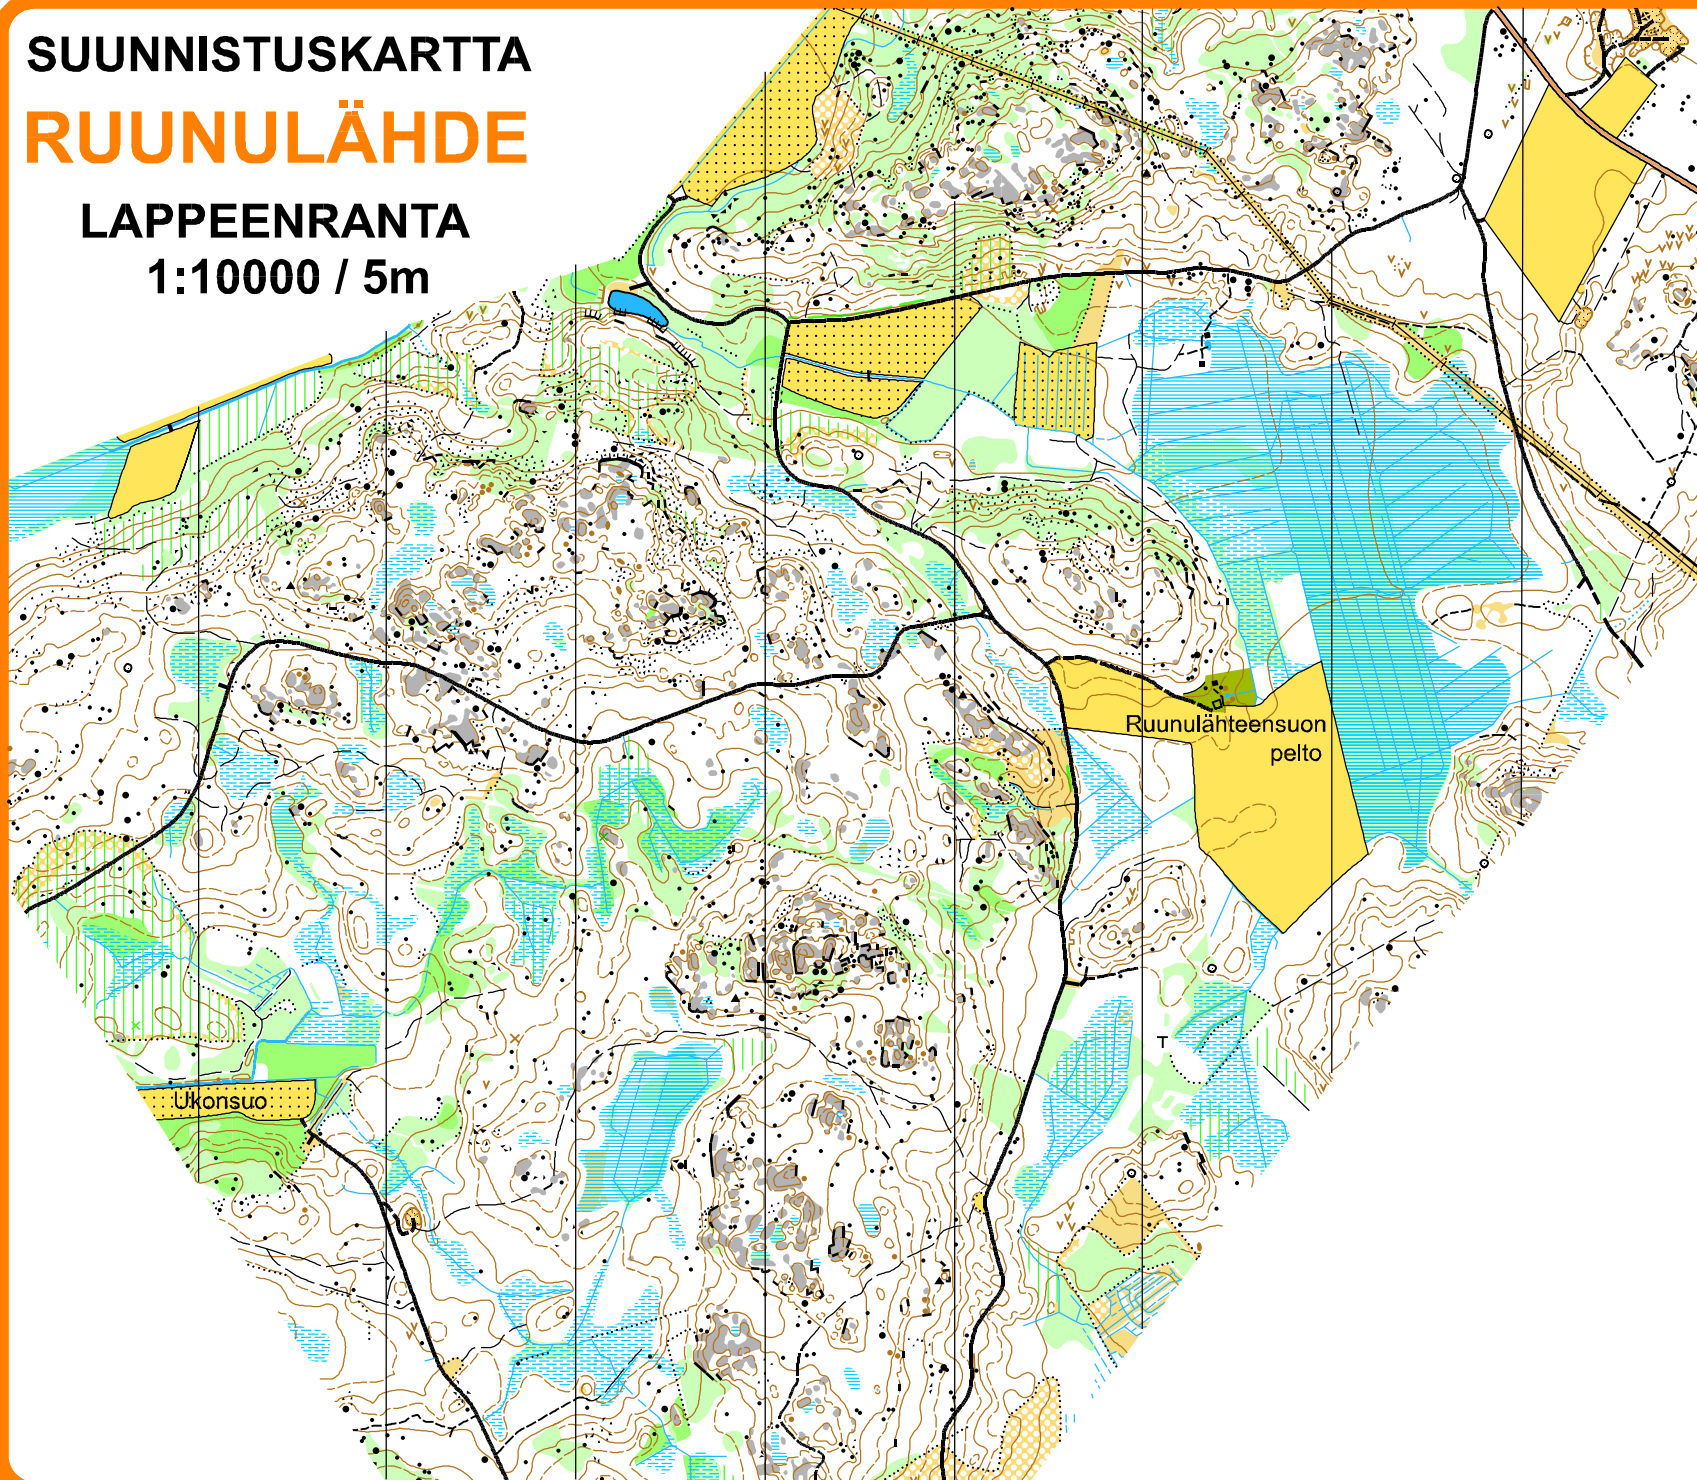 SUUNNISTUSKARTTA
RUUNULÄHDE
LAPPEENRANTA
1:10000 / 5m
Ruunulähteensuon
pelto
Ukonsuo